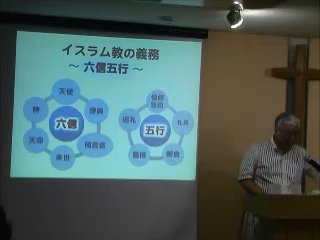 イスラム教の義務
～ 六信五行 ～
天使
神
啓典
六信
天命
預言者
来世
信仰
告白
巡礼
礼拝
五行
喜捨
断食